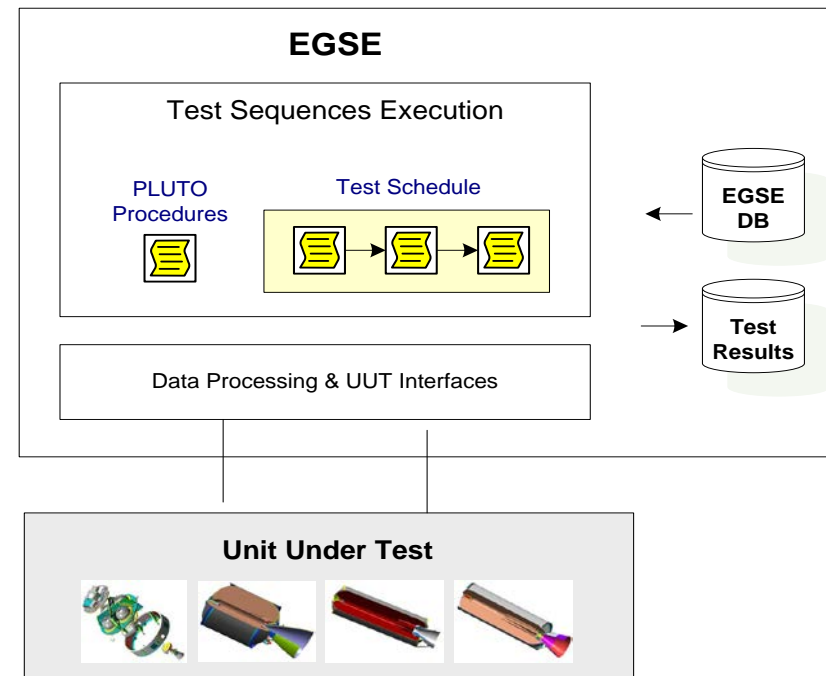 EGSE
Test Sequences Execution
PLUTO
Procedures
Test Schedule
EGSE
DB
Test
Results
Data Processing & UUT Interfaces
Unit Under Test